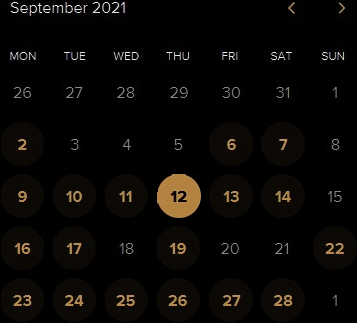 September 2021
MON TUE WED THU FRI SAT SUN
26 27 28 29 30 31 1
2 3 4 5 6 7 8
9 10 11 12 13 14 15
16 17 18 19 20 21 22
23 24 25 26 27 28 1